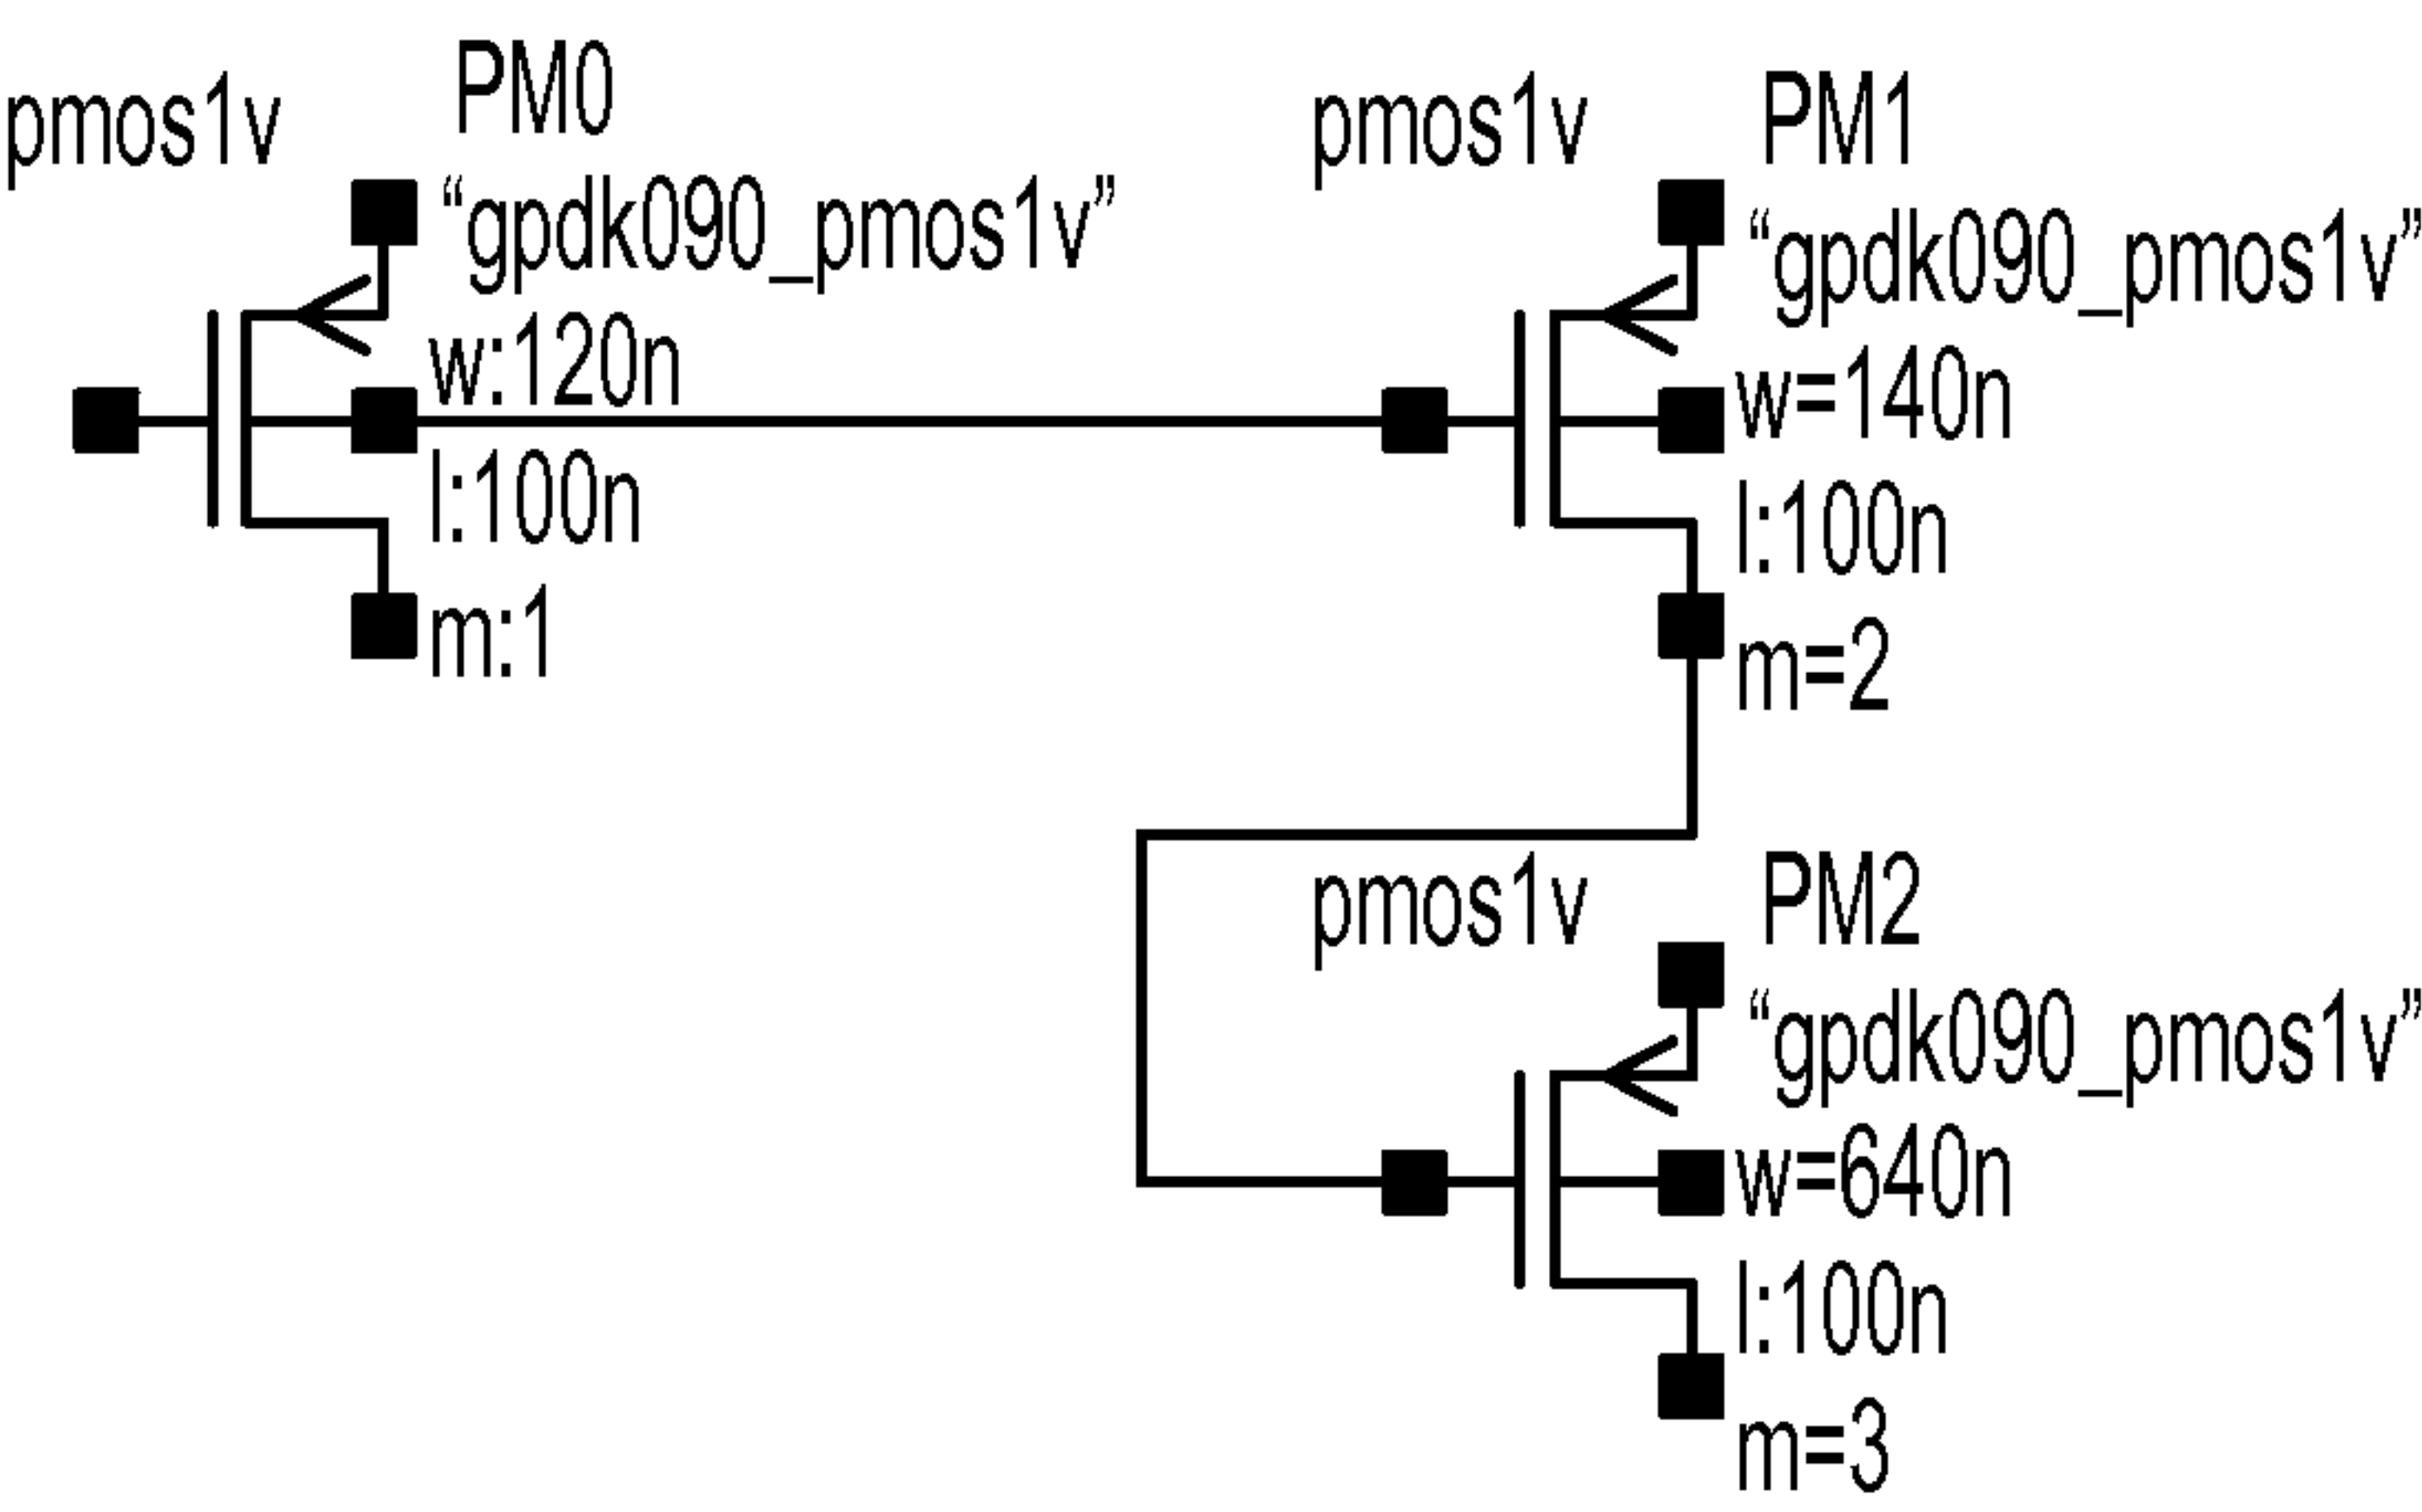 pmos1v
PM0
“gpdk090_pmos1v”
w:120n
l:100n
m:1
pmos1v
PM1
“gpdk090_pmos1v”
w=140n
l:100n
m=2
pmos1v
PM2
“gpdk090_pmos1v”
w=640n
l:100n
m=3